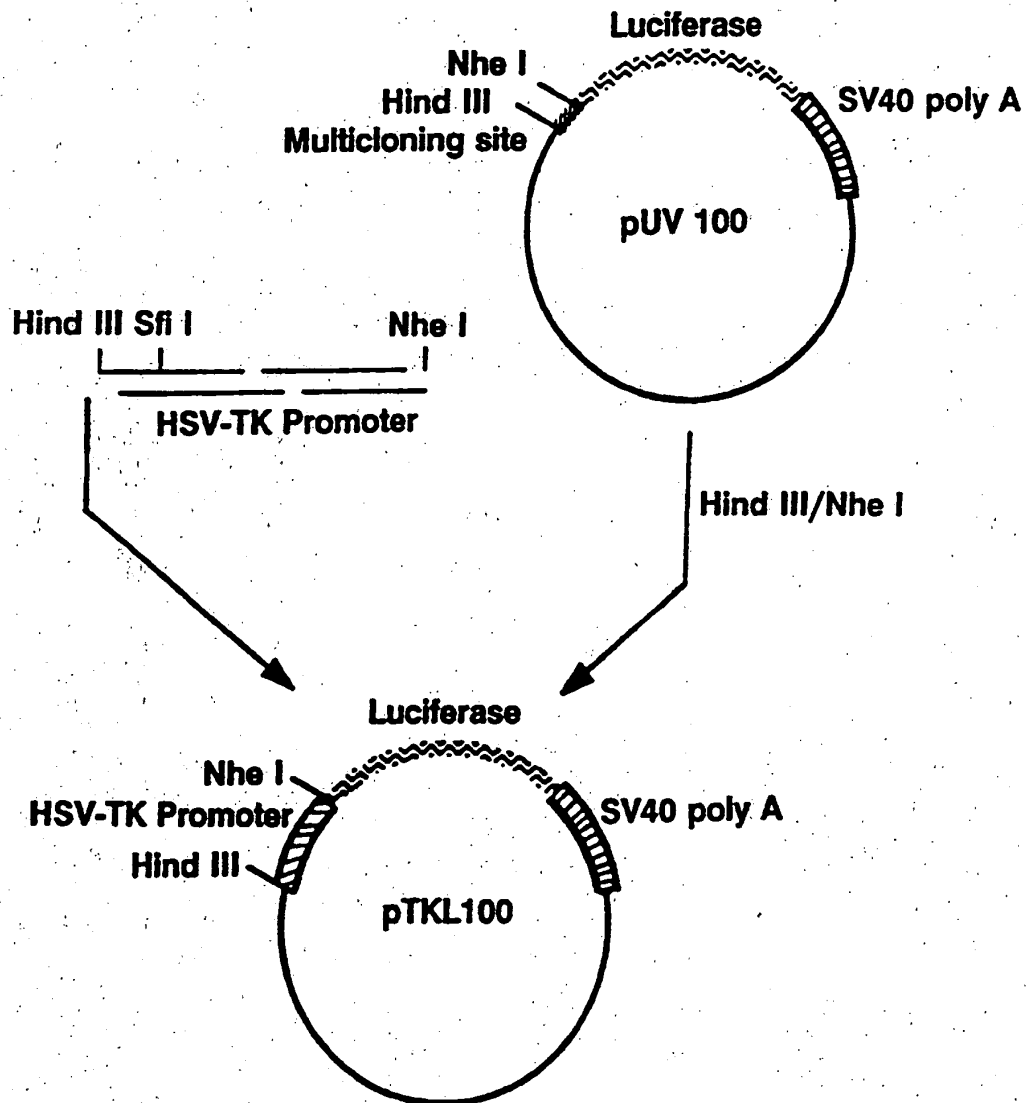 Luciferase
Nhe I
Hind III
Multicloning site
SV40 poly A
pUV 100
Hind III Sfi I
Nhe I
HSV-TK Promoter
Hind III/Nhe I
Luciferase
Nhe I
HSV-TK Promoter
Hind III
SV40 poly A
pTKL100